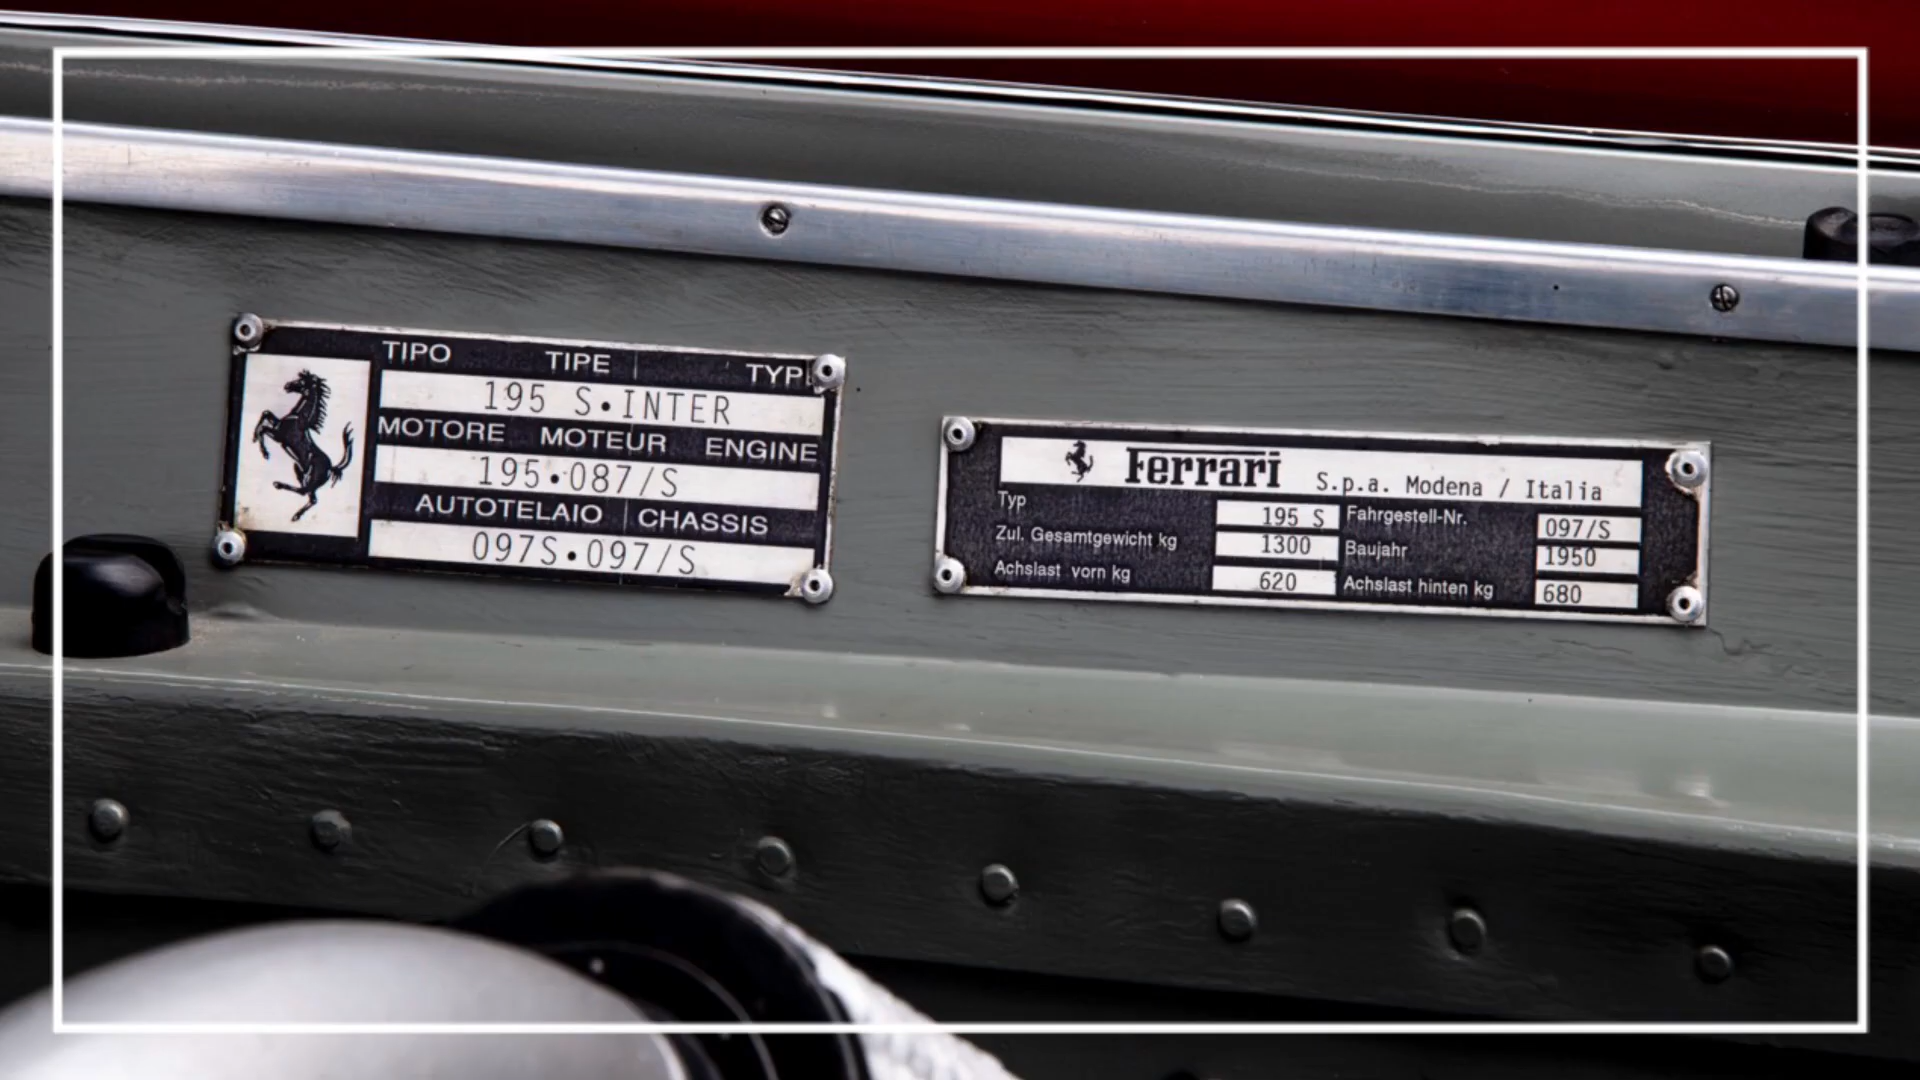 TIPO TIPE TYP
195 S•INTER
MOTORE MOTEUR ENGINE
195•087/S
AUTOTELAIO CHASSIS
097S•097/S
Ferrari S.p.a. Modena / Italia
Typ 195 S Fahrgestell-Nr. 097/S
Zul. Gesamtgewicht kg 1300 Baujahr 1950
Achslast vorn kg 620 Achslast hinten kg 680